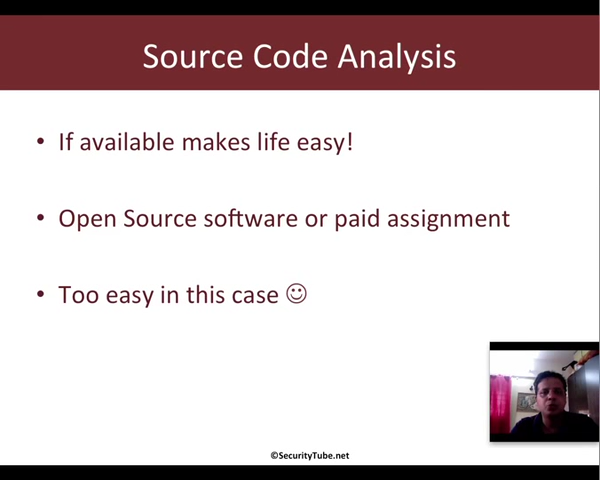 Source Code Analysis
• If available makes life easy!
• Open Source software or paid assignment
• Too easy in this case ☺
©SecurityTube.net